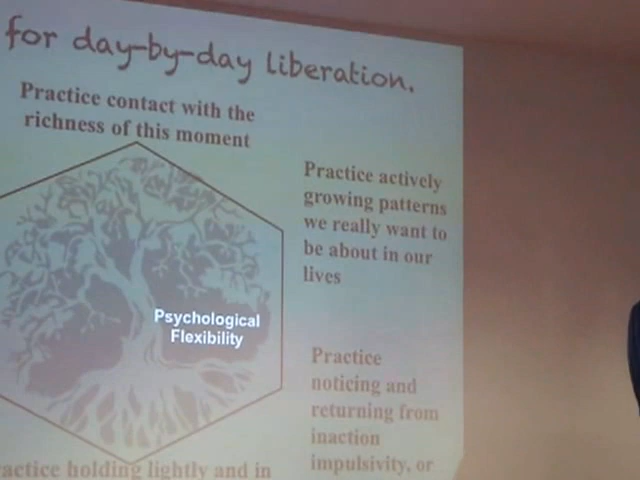 for day-by-day liberation.
Practice contact with the
richness of this moment
Practice actively
growing patterns
we really want to
be about in our
lives
Psychological
Flexibility
Practice
noticing and
returning from
inaction
impulsivity, or
actice holding lightly and in